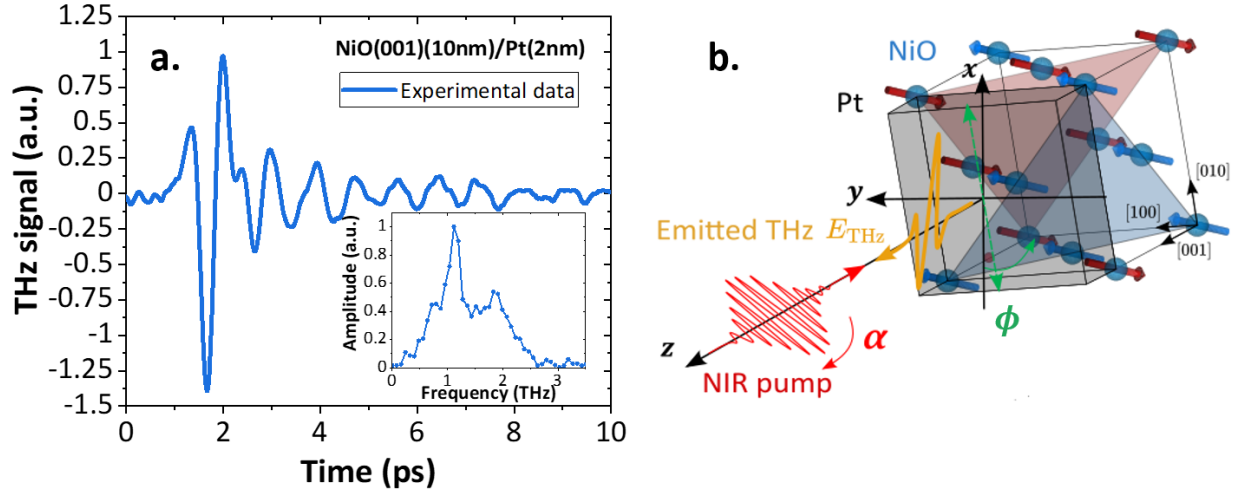 a.
NiO(001)(10nm)/Pt(2nm)
Experimental data
THz signal (a.u.)
1.25
1
0.75
0.50
0.25
0
-0.25
-0.5
-0.75
-1
-1.25
-1.5
0
2
4
6
8
10
Time (ps)
Amplitude (a.u.)
1
0.8
0.6
0.4
0.2
0
0
1
2
3
Frequency (THz)
b.
NiO
Pt
x
y
z
[010]
[100]
[001]
Emitted THz E_THz
ϕ
α
NIR pump